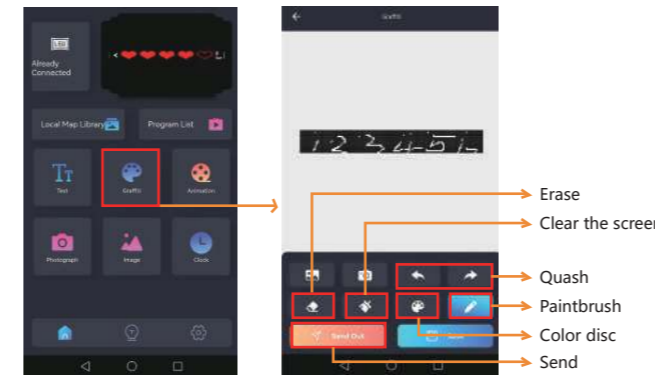 LED
Already
Connected
Local Map Library
Program List
Text
Graffiti
Animation
Photograph
Image
Clock
Graffiti
1 2 3 4 5
Erase
Clear the screen
Quash
Paintbrush
Color disc
Send Out
Send